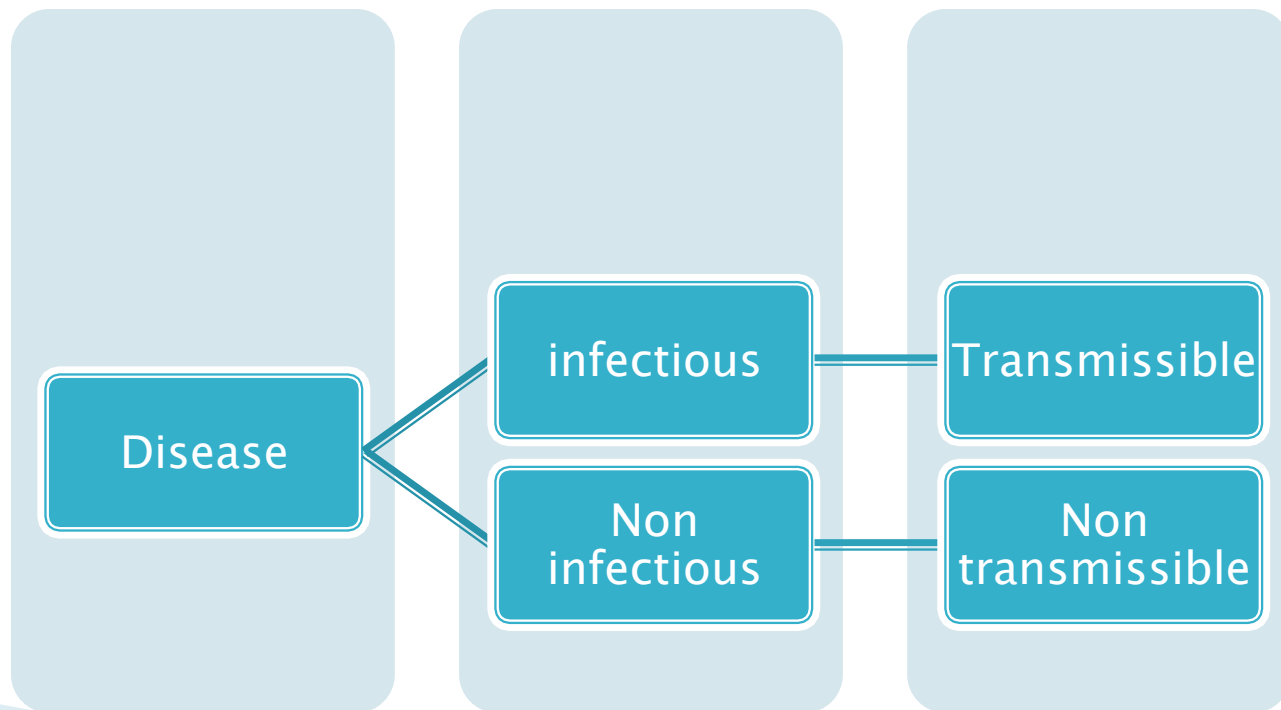 Disease
infectious
Transmissible
Non
infectious
Non
transmissible